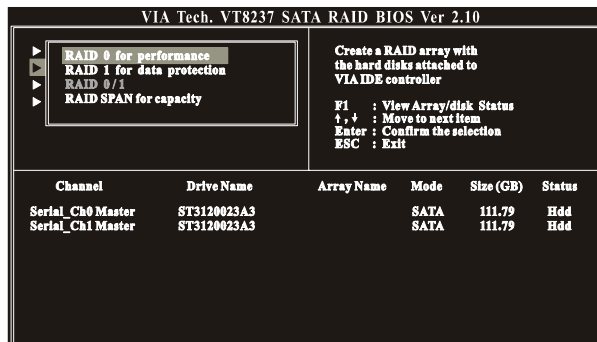 VIA Tech. VT8237 SATA RAID BIOS Ver 2.10
RAID 0 for performance
RAID 1 for data protection
RAID 0/1
RAID SPAN for capacity
Create a RAID array with
the hard disks attached
to
VIA IDE controller
F1 : View Array/disk Status
↑,↓ : Move to next item
Enter : Confirm the selection
ESC : Exit
Channel Drive Name Array Name Mode Size (GB) Status
Serial_Ch0 Master ST3120023A3 SATA 111.79 Hdd
Serial_Ch1 Master ST3120023A3 SATA 111.79 Hdd